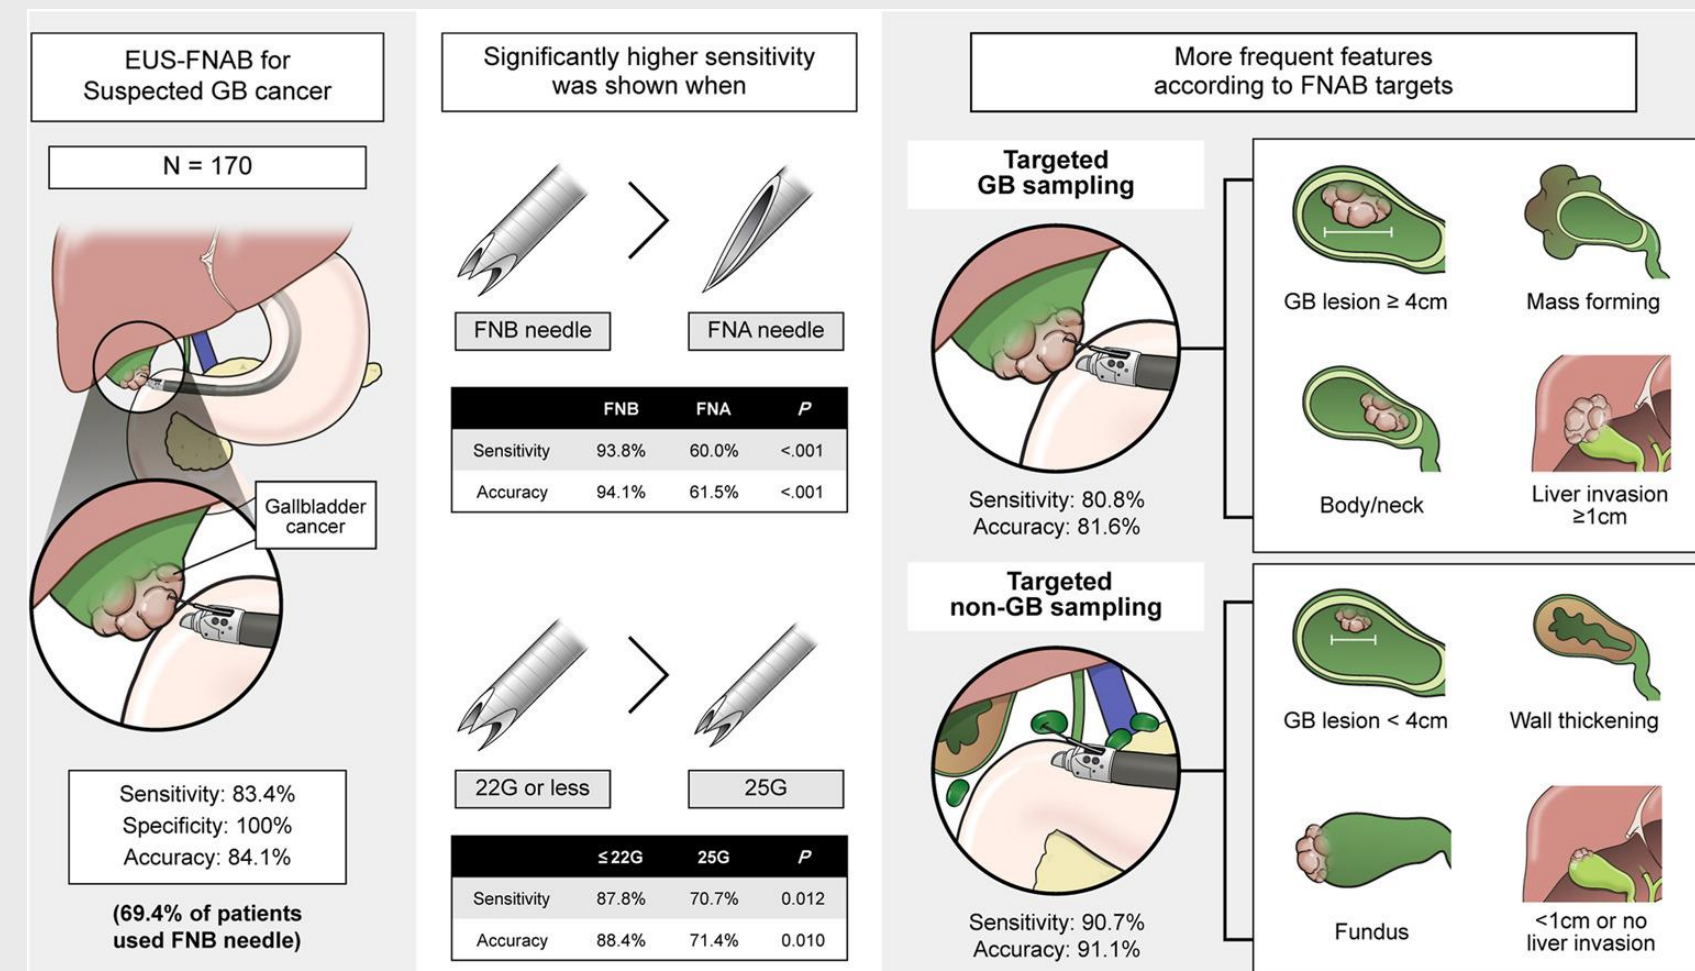 EUS-FNAB for
Suspected GB cancer
N = 170
Gallbladder
cancer
Sensitivity: 83.4%
Specificity: 100%
Accuracy: 84.1%
(69.4% of patients
used FNB needle)
Significantly higher sensitivity
was shown when
>
FNB needle FNA needle
FNB FNA P
Sensitivity 93.8% 60.0% <.001
Accuracy 94.1% 61.5% <.001
>
22G or less 25G
≤22G 25G P
Sensitivity 87.8% 70.7% 0.012
Accuracy 88.4% 71.4% 0.010
More frequent features
according to FNAB targets
Targeted
GB sampling
Sensitivity: 80.8%
Accuracy: 81.6%
GB lesion ≥ 4cm Mass forming
Body/neck
Liver invasion
≥1cm
Targeted
non-GB sampling
Sensitivity: 90.7%
Accuracy: 91.1%
GB lesion < 4cm Wall thickening
Fundus
<1cm or no
liver invasion